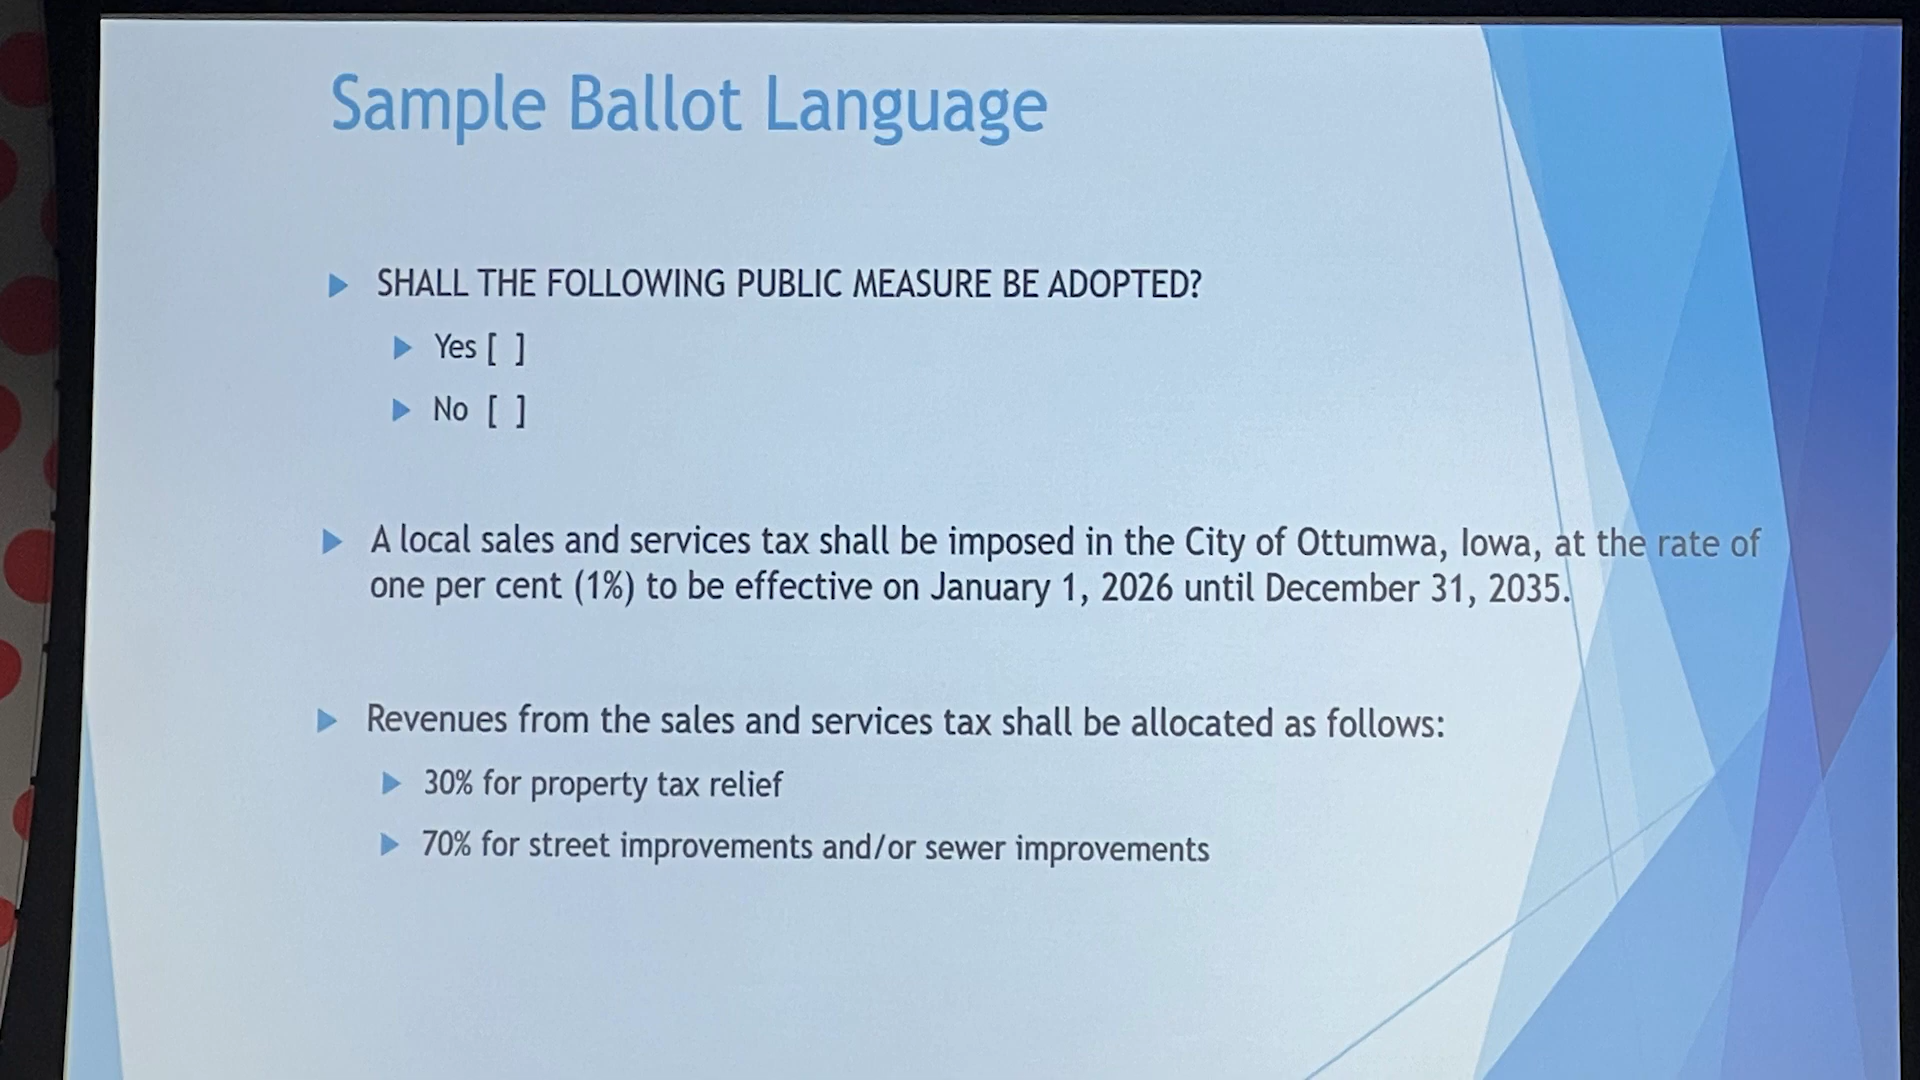 Sample Ballot Language
SHALL THE FOLLOWING PUBLIC MEASURE BE ADOPTED?
Yes [ ]
No [ ]
A local sales and services tax shall be imposed in the City of Ottumwa, Iowa, at the rate of
one per cent (1%) to be effective on January 1, 2026 until December 31, 2035.
Revenues from the sales and services tax shall be allocated as follows:
30% for property tax relief
70% for street improvements and/or sewer improvements